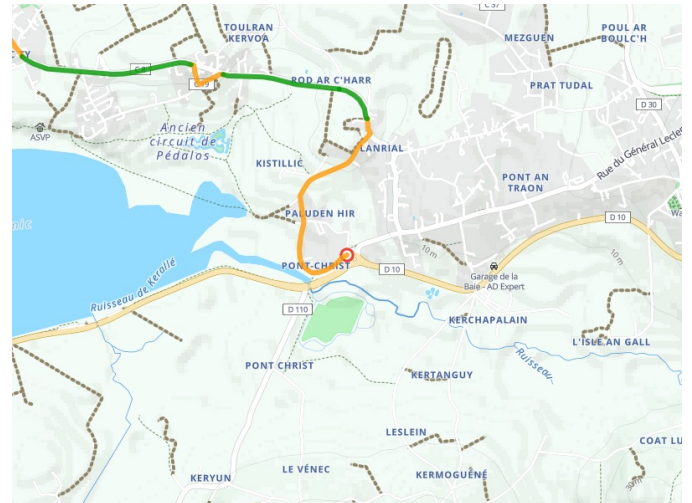 TOULRAN
KERVOA
C 37
MEZGUEN
POUL AR
BOULC'H
ROD AR C'HARR
PRAT TUDAL
D 30
ASVP
Ancien
circuit de
Pédalos
KISTILLIC
LANRIAL
Rue du Général Lecler
PONT AN
TRAON
PALUDEN HIR
D 10
10 m
10 m
PONT-CHRIST
D 10
Garage de la
Baie - AD Expert
Ruisseau de Kerallé
D 110
KERCHAPALAIN
L'ISLE AN GALL
Ruisseau
PONT CHRIST
KERTANGUY
LESLEIN
COAT LU
LE VÉNEC
KERYUN
KERMOGUÉNÉ
30 m